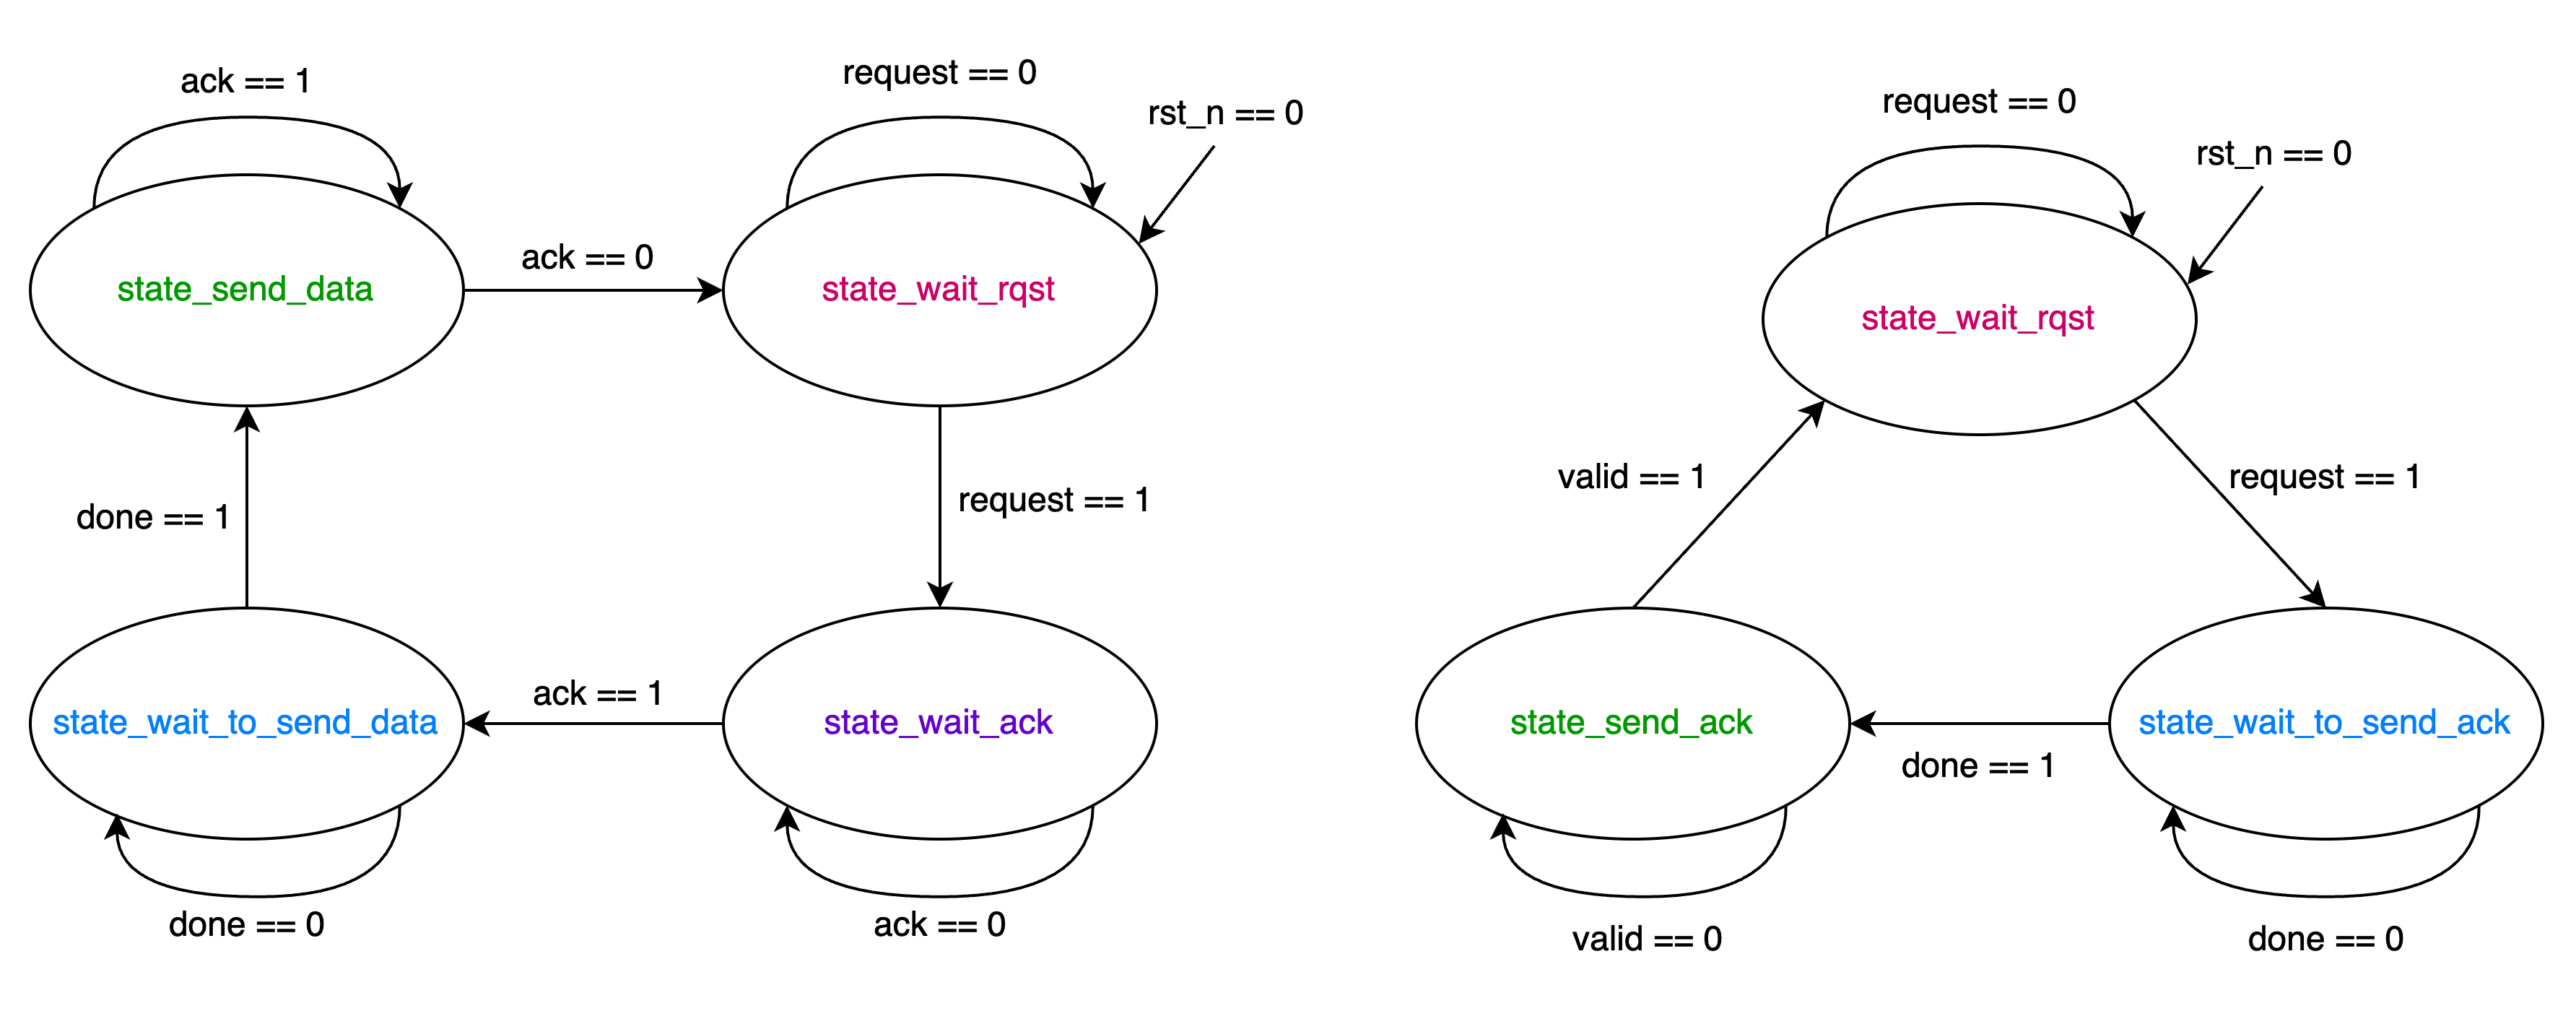 ack == 1
request == 0
rst_n == 0
state_send_data
ack == 0
state_wait_rqst
done == 1
request == 1
state_wait_to_send_data
ack == 1
state_wait_ack
done == 0
ack == 0
request == 0
rst_n == 0
state_wait_rqst
valid == 1
request == 1
state_send_ack
done == 1
state_wait_to_send_ack
valid == 0
done == 0